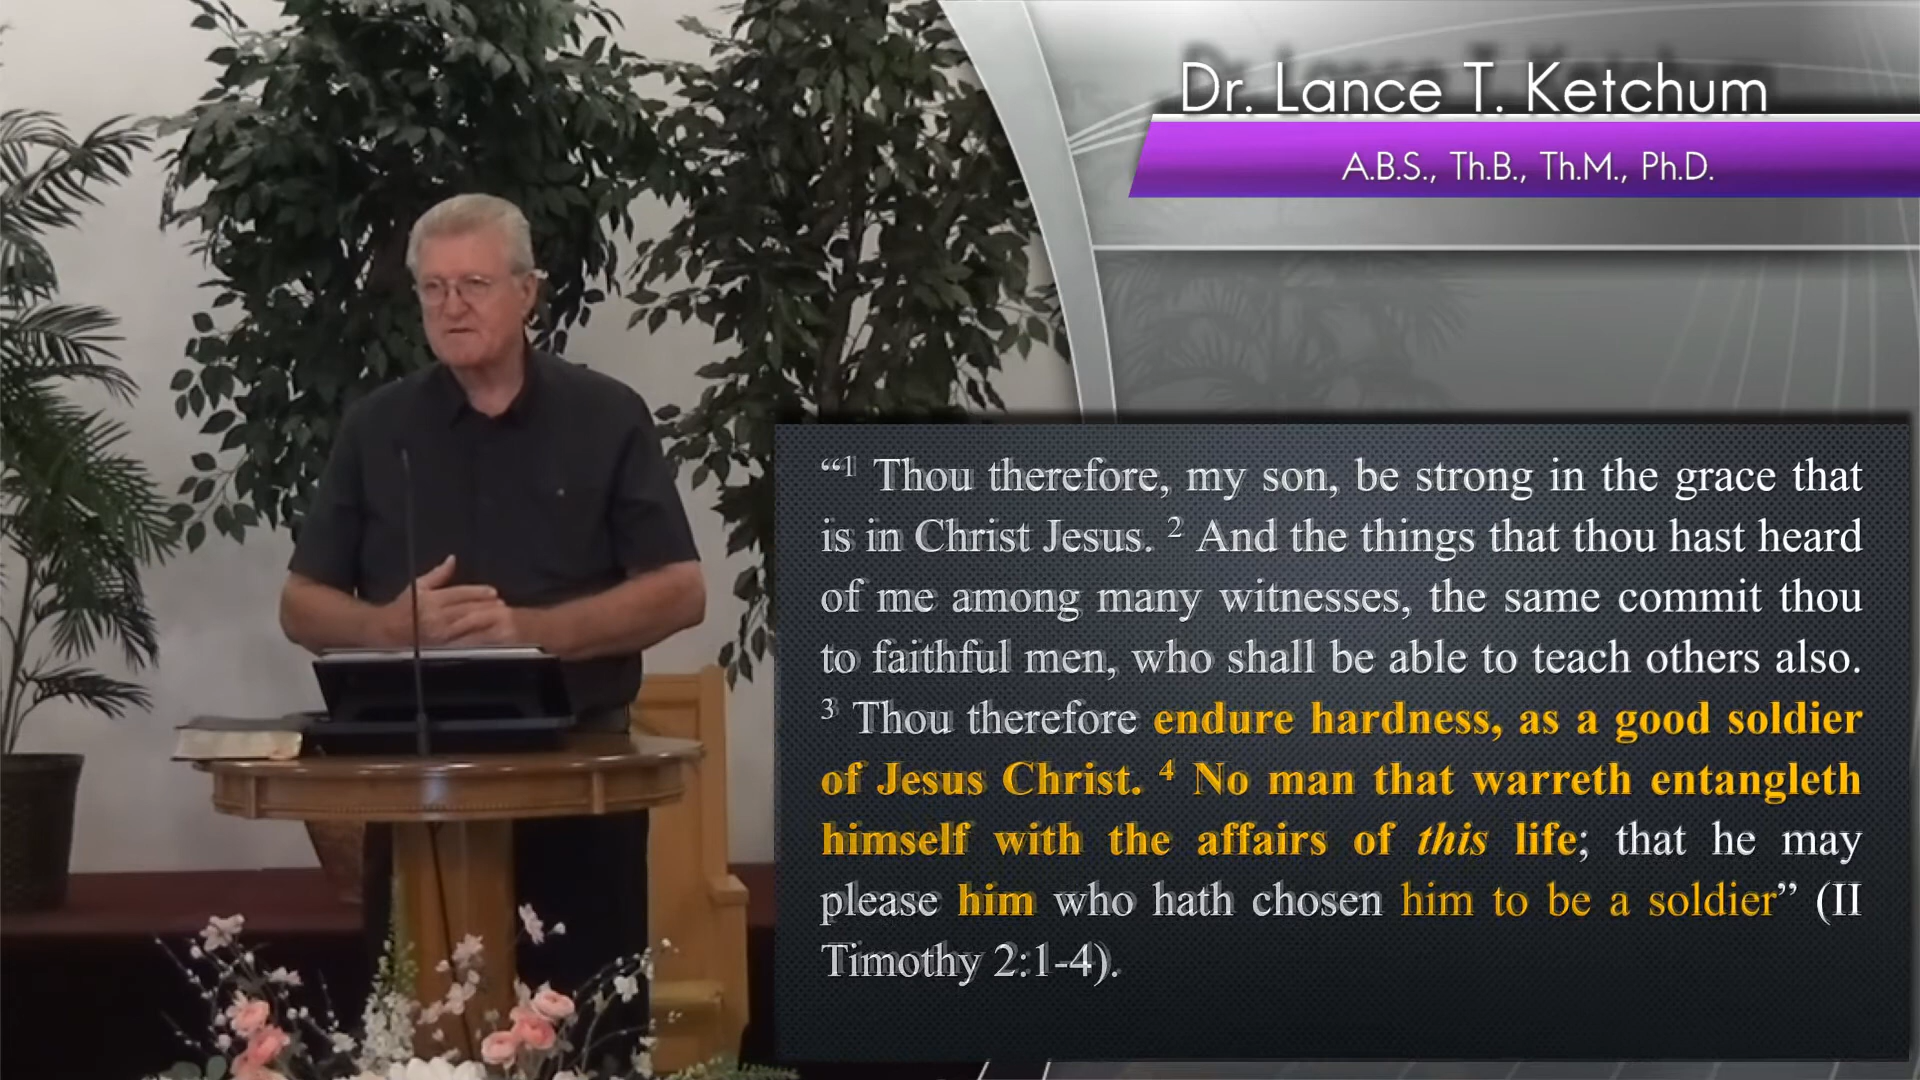 Dr. Lance T. Ketchum
A.B.S., Th.B., Th.M., Ph.D.
“1 Thou therefore, my son, be strong in the grace that
is in Christ Jesus. 2 And the things that thou hast heard
of me among many witnesses, the same commit thou
to faithful men, who shall be able to teach others also.
3 Thou therefore endure hardness, as a good soldier
of Jesus Christ. 4 No man that warreth entangleth
himself with the affairs of this life; that he may
please him who hath chosen him to be a soldier” (II
Timothy 2:1-4).